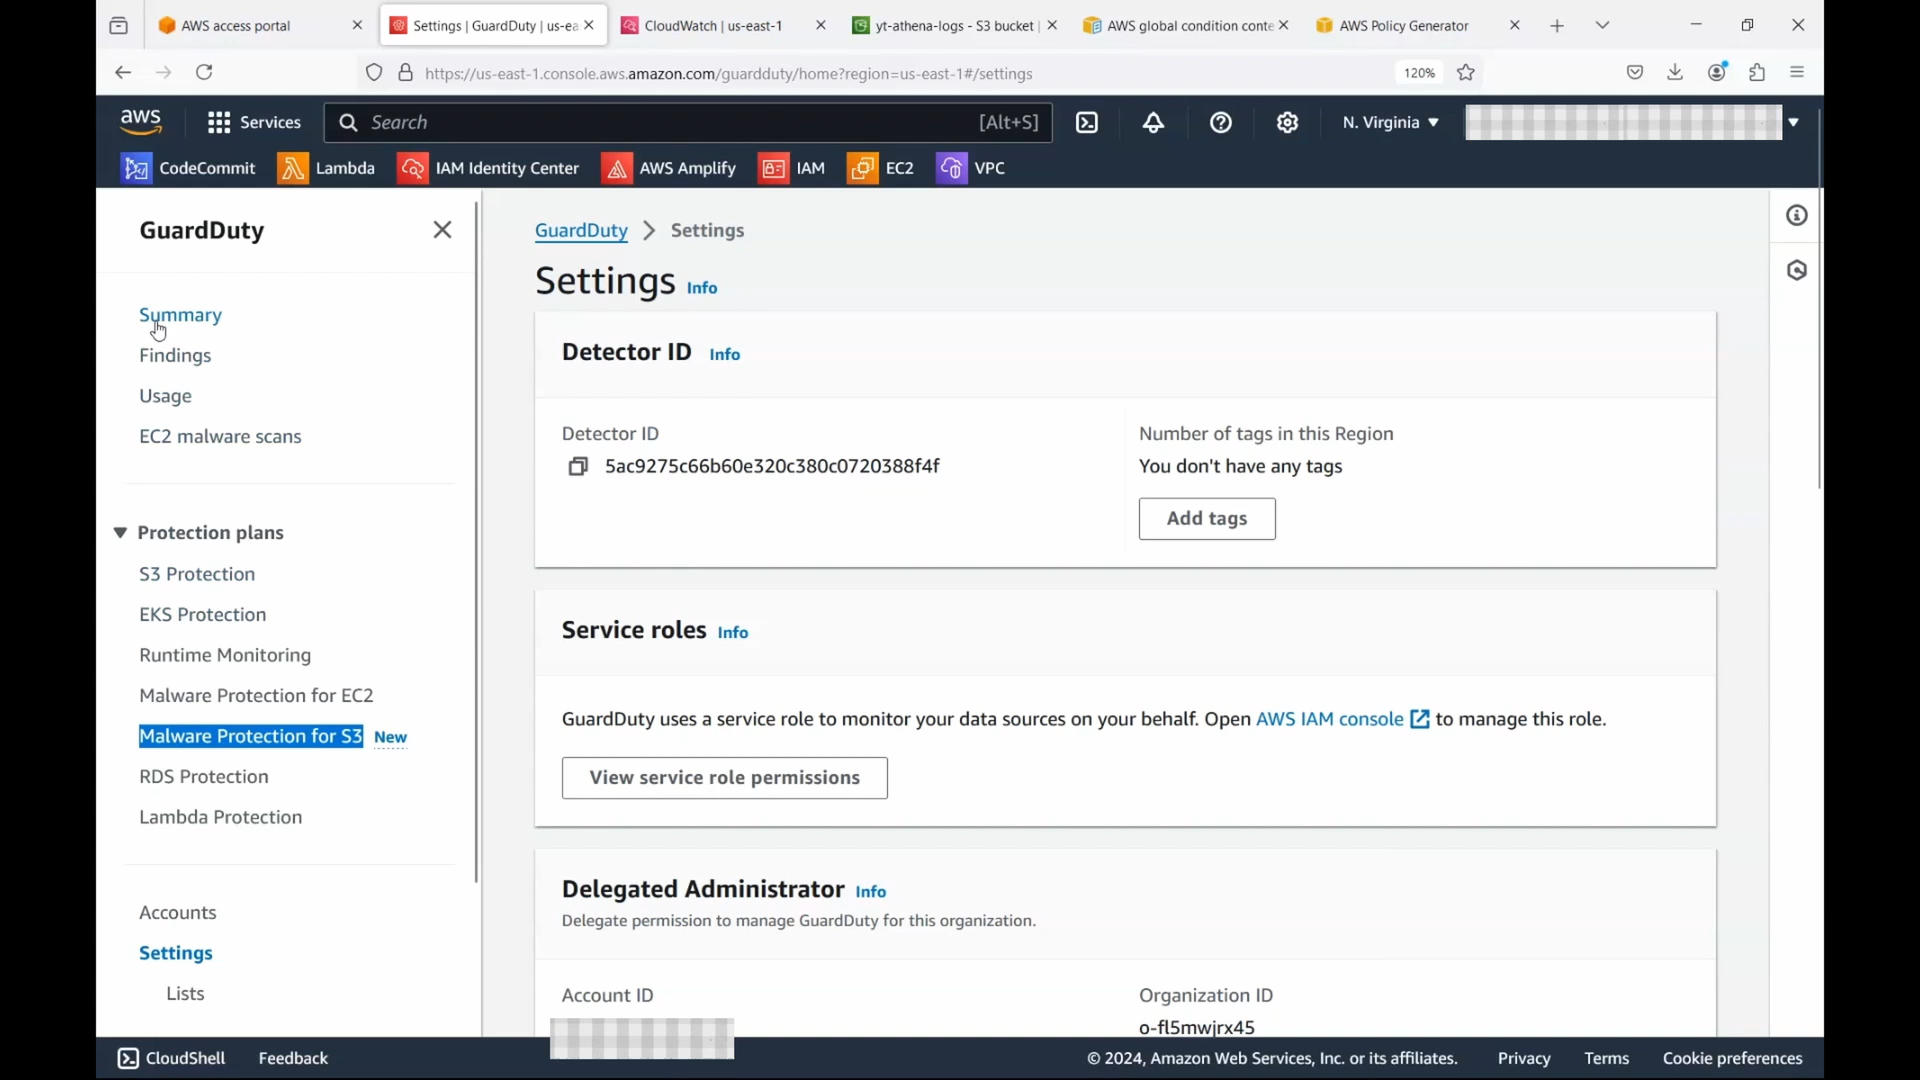 AWS access portal
Settings | GuardDuty | us-ea
CloudWatch | us-east-1
yt-athena-logs - S3 bucket |
AWS global condition conte
AWS Policy Generator
https://us-east-1.console.aws.amazon.com/guardduty/home?region=us-east-1#/settings
120%
aws
Services
Search
[Alt+S]
N. Virginia
CodeCommit
Lambda
IAM Identity Center
AWS Amplify
IAM
EC2
VPC
GuardDuty
Summary
Findings
Usage
EC2 malware scans
Protection plans
S3 Protection
EKS Protection
Runtime Monitoring
Malware Protection for EC2
Malware Protection for S3 New
RDS Protection
Lambda Protection
Accounts
Settings
Lists
GuardDuty > Settings
Settings Info
Detector ID Info
Detector ID
5ac9275c66b60e320c380c0720388f4f
Number of tags in this Region
You don't have any tags
Add tags
Service roles Info
GuardDuty uses a service role to monitor your data sources on your behalf. Open AWS IAM console to manage this role.
View service role permissions
Delegated Administrator Info
Delegate permission to manage GuardDuty for this organization.
Account ID
Organization ID
o-fl5mwjrx45
CloudShell
Feedback
© 2024, Amazon Web Services, Inc. or its affiliates.
Privacy
Terms
Cookie preferences